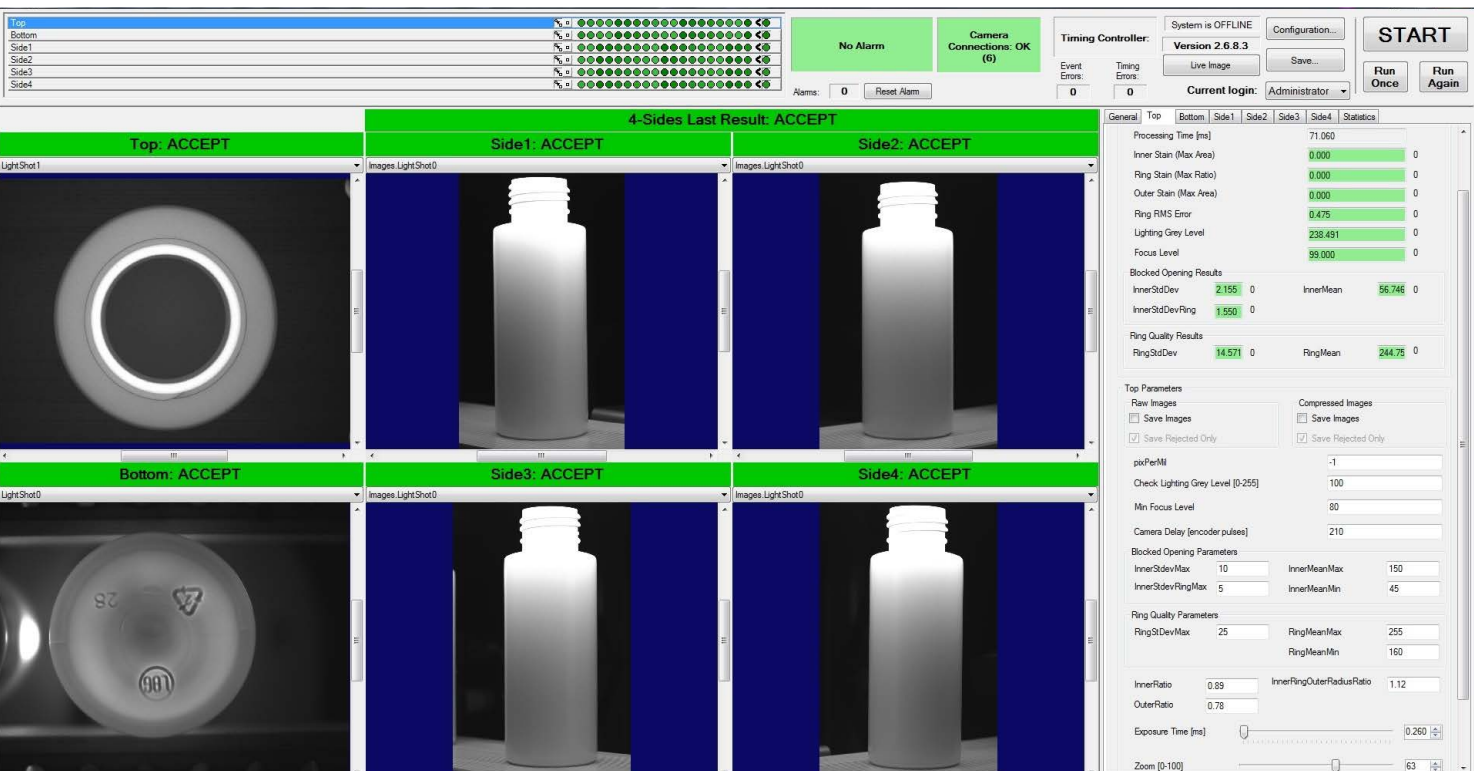 Top
Bottom
Side1
Side2
Side3
Side4
No Alarm
Camera
Connections: OK
(6)
Alarms: 0 Reset Alarm
Timing Controller:
Event
Errors:
0
Timing
Errors:
0
System is OFFLINE
Version 2.6.8.3
Live Image
Current login: Administrator
Configuration...
Save...
START
Run
Once
Run
Again
4-Sides Last Result: ACCEPT
Top: ACCEPT
Side1: ACCEPT
Side2: ACCEPT
LightShot1
Images.LightShot0
Images.LightShot0
Bottom: ACCEPT
Side3: ACCEPT
Side4: ACCEPT
LightShot0
Images.LightShot0
Images.LightShot0
28
General Top Bottom Side1 Side2 Side3 Side4 Statistics
Processing Time [ms] 71.060
Inner Stain (Max Area) 0.000 0
Ring Stain (Max Ratio) 0.000 0
Outer Stain (Max Area) 0.000 0
Ring RMS Error 0.475 0
Lighting Grey Level 238.491 0
Focus Level 99.000 0
Blocked Opening Results
InnerStdDev 2.155 0 InnerMean 56.746 0
InnerStdDevRing 1.550 0
Ring Quality Results
RingStdDev 14.571 0 RingMean 244.75 0
Top Parameters
Raw Images
Save Images
Save Rejected Only
Compressed Images
Save Images
Save Rejected Only
pixPerMil -1
Check Lighting Grey Level [0-255] 100
Min Focus Level 80
Camera Delay [encoder pulses] 210
Blocked Opening Parameters
InnerStdevMax 10 InnerMeanMax 150
InnerStdevRingMax 5 InnerMeanMin 45
Ring Quality Parameters
RingStDevMax 25 RingMeanMax 255
RingMeanMin 160
InnerRatio 0.89 InnerRingOuterRadiusRatio 1.12
OuterRatio 0.78
Exposure Time [ms] 0.260
Zoom [0-100] 63